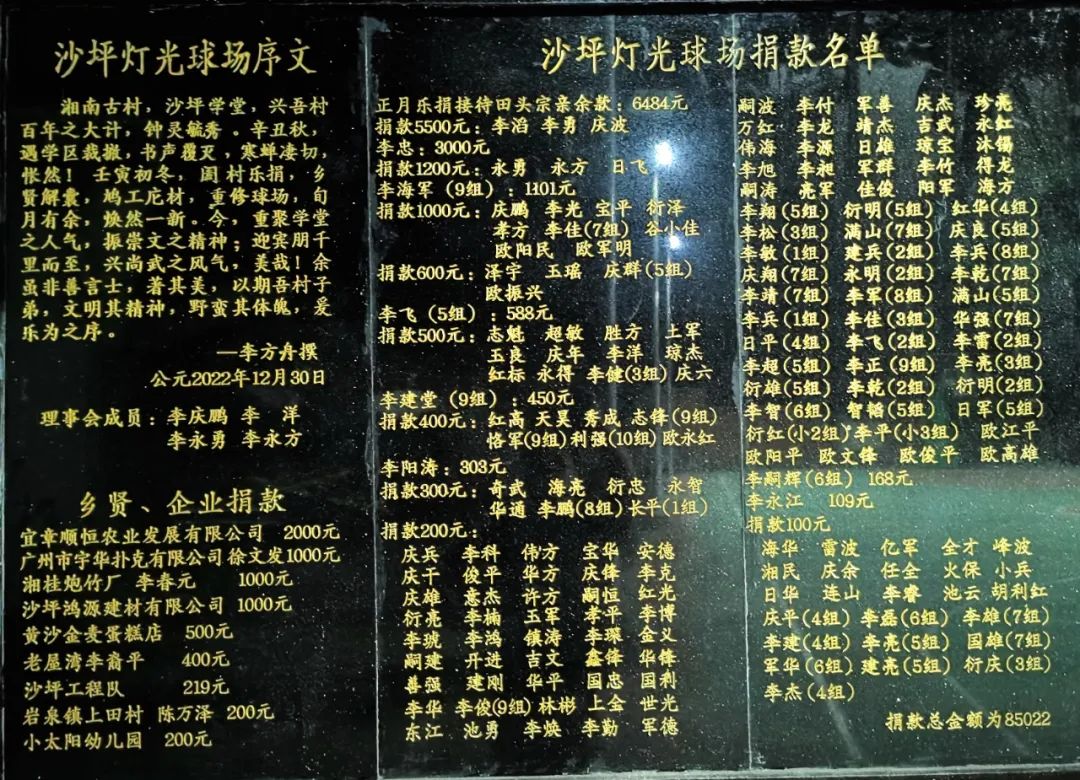 沙坪灯光球场序文
湘南古村，沙坪学堂，兴吾村
百年之大计，钟灵毓秀。辛丑秋，
遇学区裁撤，书声覆灭，寒蝉凄切，
怅然！壬寅初冬，阖村乐捐，乡
贤解囊，鸠工庀材，重修球场，旬
月有余，焕然一新。今，重聚学堂
之人气，振崇文之精神；迎宾朋千
里而至，兴尚武之风气，美哉！余
虽非善言士，著其美，以期吾村子
弟，文明其精神，野蛮其体魄，爰
乐为之序。
—李方舟撰
公元2022年12月30日
理事会成员：李庆鹏 李 洋
李永勇 李永方
乡贤、企业捐款
宜章顺恒农业发展有限公司 2000元
广州市宇华扑克有限公司徐文发1000元
湘桂炮竹厂 李春元 1000元
沙坪鸿源建材有限公司 1000元
黄沙金麦蛋糕店 500元
老屋湾李裔平 400元
沙坪工程队 219元
岩泉镇上田村 陈万泽 200元
小太阳幼儿园 200元
沙坪灯光球场捐款名单
正月乐捐接待田头宗亲余款：6484元
捐款5500元：李滔 李勇 庆波
李忠：3000元
捐款1200元：永勇 永方 日飞
李海军（9组）：1101元
捐款1000元：庆鹏 李光 宝平 衍泽
孝方 李佳(7组) 谷小佳
欧阳民 欧军明
捐款600元：泽宇 玉瑶 庆群(5组)
欧振兴
李飞（5组）：588元
捐款500元：志魁 超敏 胜方 土军
玉良 庆年 李洋 琼杰
红标 永得 李健(3组) 庆六
李建堂（9组）：450元
捐款400元：红高 天昊 秀成 志锋(9组)
恪军(9组)利强(10组)欧永红
李阳涛：303元
捐款300元：奇武 海亮 衍忠 永智
华通 李鹏(8组)长平(1组)
捐款200元：
庆兵 李科 伟方 宝华 安德
庆干 俊平 华方 庆锋 李克
庆雄 意杰 许方 嗣恒 红光
衍亮 李楠 玉军 孝平 李博
李琥 李鸿 镇涛 李璨 金义
嗣建 开进 吉文 鑫锋 华锋
善强 建刚 华平 国忠 国利
李华 李俊(9组) 林彬 上金 世光
东江 池勇 李焕 李勤 军德
嗣波 李付 军善 庆杰 珍亮
万红 李龙 靖杰 吉武 永红
伟海 李源 日雄 琼宝 沐锡
李旭 李昶 军群 李竹 得龙
嗣涛 亮军 佳俊 阳军 海方
李翔(5组) 衍明(5组) 红华(4组)
李松(3组) 满山(7组) 庆良(5组)
李敏(1组) 建兵(2组) 李兵(8组)
庆翔(7组) 永明(2组) 李乾(7组)
李靖(7组) 李军(8组) 满山(5组)
李兵(1组) 李佳(3组) 华强(7组)
日平(4组) 李飞(2组) 李雷(2组)
李超(5组) 李正(9组) 李亮(3组)
衍雄(5组) 李乾(2组) 衍明(2组)
李智(6组) 智韬(5组) 日军(5组)
衍红(小2组)李平(小3组) 欧江平
欧阳平 欧文锋 欧俊平 欧高雄
李嗣辉(6组) 168元
李永江 109元
捐款100元
海华 雷波 亿军 全才 峰波
湘民 庆余 任全 火保 小兵
日华 连山 李睿 池云 胡利红
庆平(4组) 李磊(6组) 李雄(7组)
李建(4组) 李亮(5组) 国雄(7组)
军华(6组) 建亮(5组) 衍庆(3组)
李杰(4组)
捐款总金额为85022